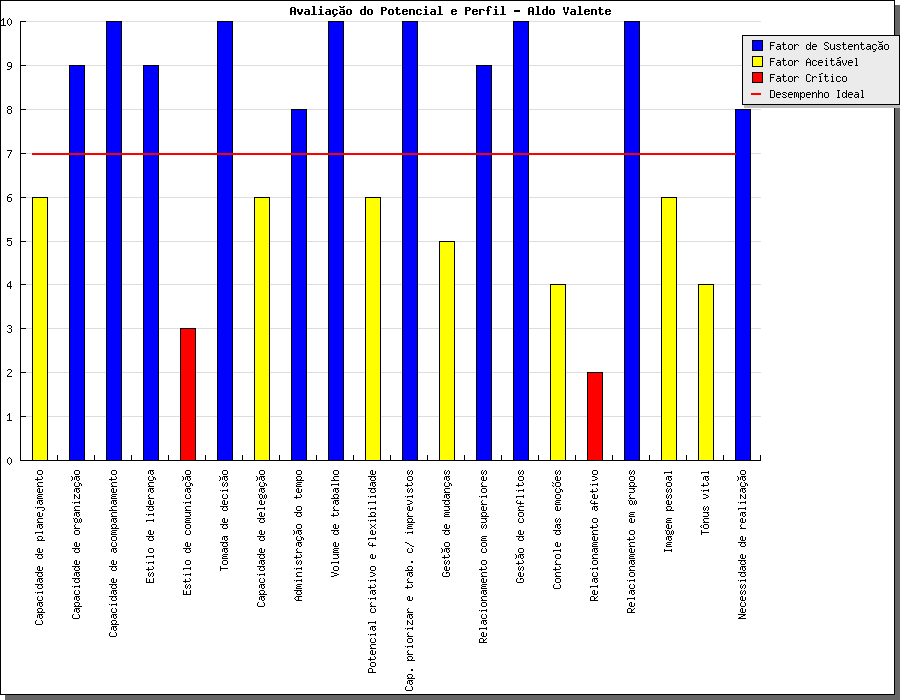 Avaliação do Potencial e Perfil - Aldo Valente
Fator de Sustentação
Fator Aceitável
Fator Crítico
Desempenho Ideal
10
9
8
7
6
5
4
3
2
1
0
Capacidade de planejamento
Capacidade de organização
Capacidade de acompanhamento
Estilo de liderança
Estilo de comunicação
Tomada de decisão
Capacidade de delegação
Administração do tempo
Volume de trabalho
Potencial criativo e flexibilidade
Cap. priorizar e trab. c/ imprevistos
Gestão de mudanças
Relacionamento com superiores
Gestão de conflitos
Controle das emoções
Relacionamento afetivo
Relacionamento em grupos
Imagem pessoal
Tônus vital
Necessidade de realização